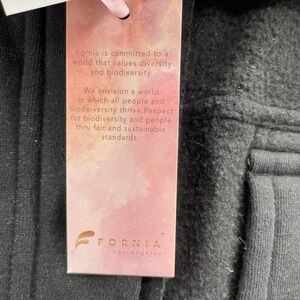 Fornia is committed to a
world that values diversity
and biodiversity.
We envision a world
in which all people and
biodeiversity thrive.Respect
for biodiversity and people
thru fair and sustainable
standards.
FORNIA
Los Angeles